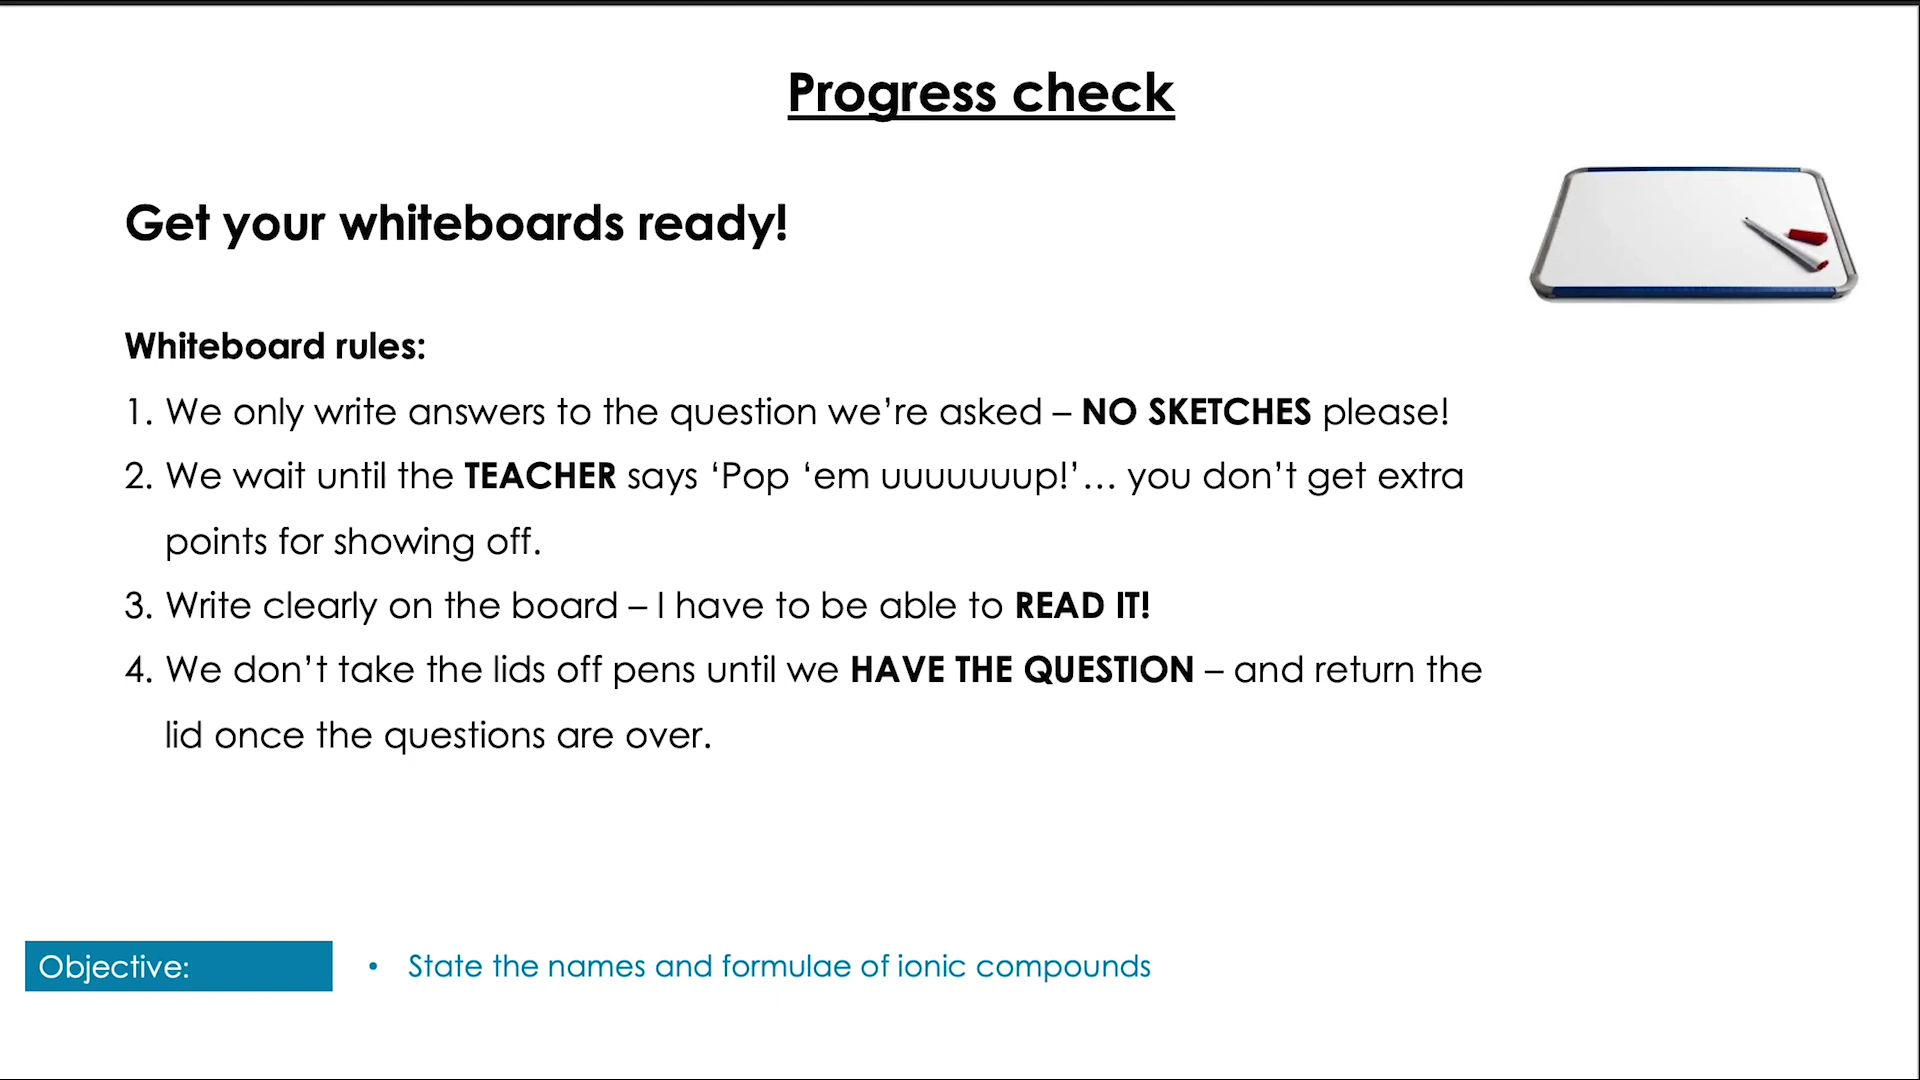 Progress check
Get your whiteboards ready!
Whiteboard rules:
1. We only write answers to the question we’re asked – NO SKETCHES please!
2. We wait until the TEACHER says ‘Pop ‘em uuuuuuup!’… you don’t get extra
points for showing off.
3. Write clearly on the board – I have to be able to READ IT!
4. We don’t take the lids off pens until we HAVE THE QUESTION – and return the
lid once the questions are over.
Objective:
• State the names and formulae of ionic compounds